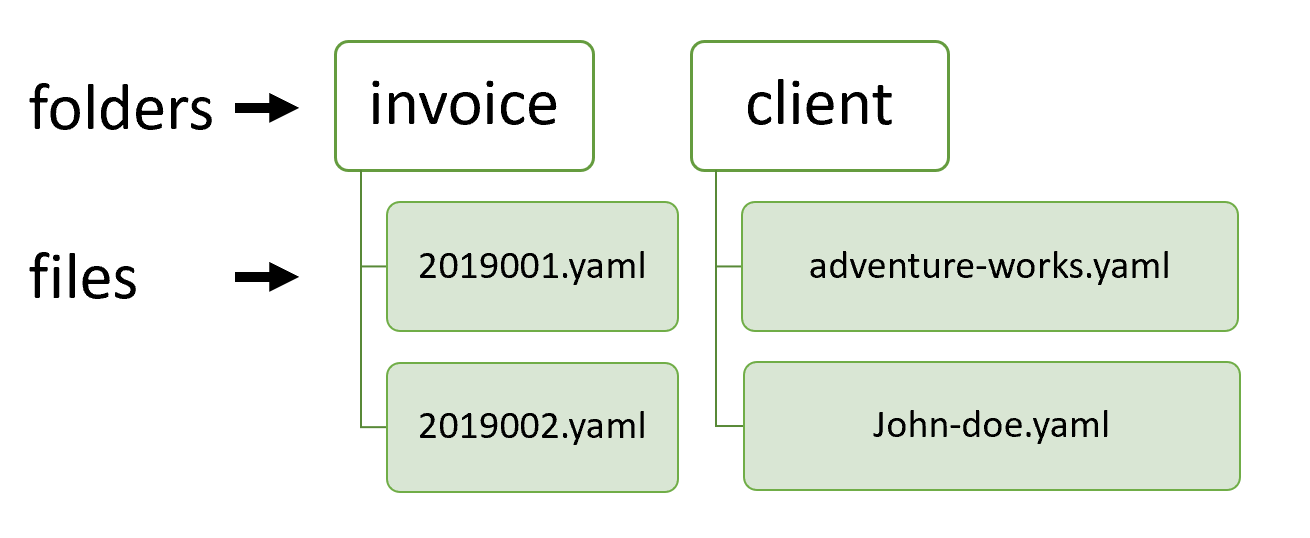 folders
invoice
client
files
2019001.yaml
adventure-works.yaml
2019002.yaml
John-doe.yaml